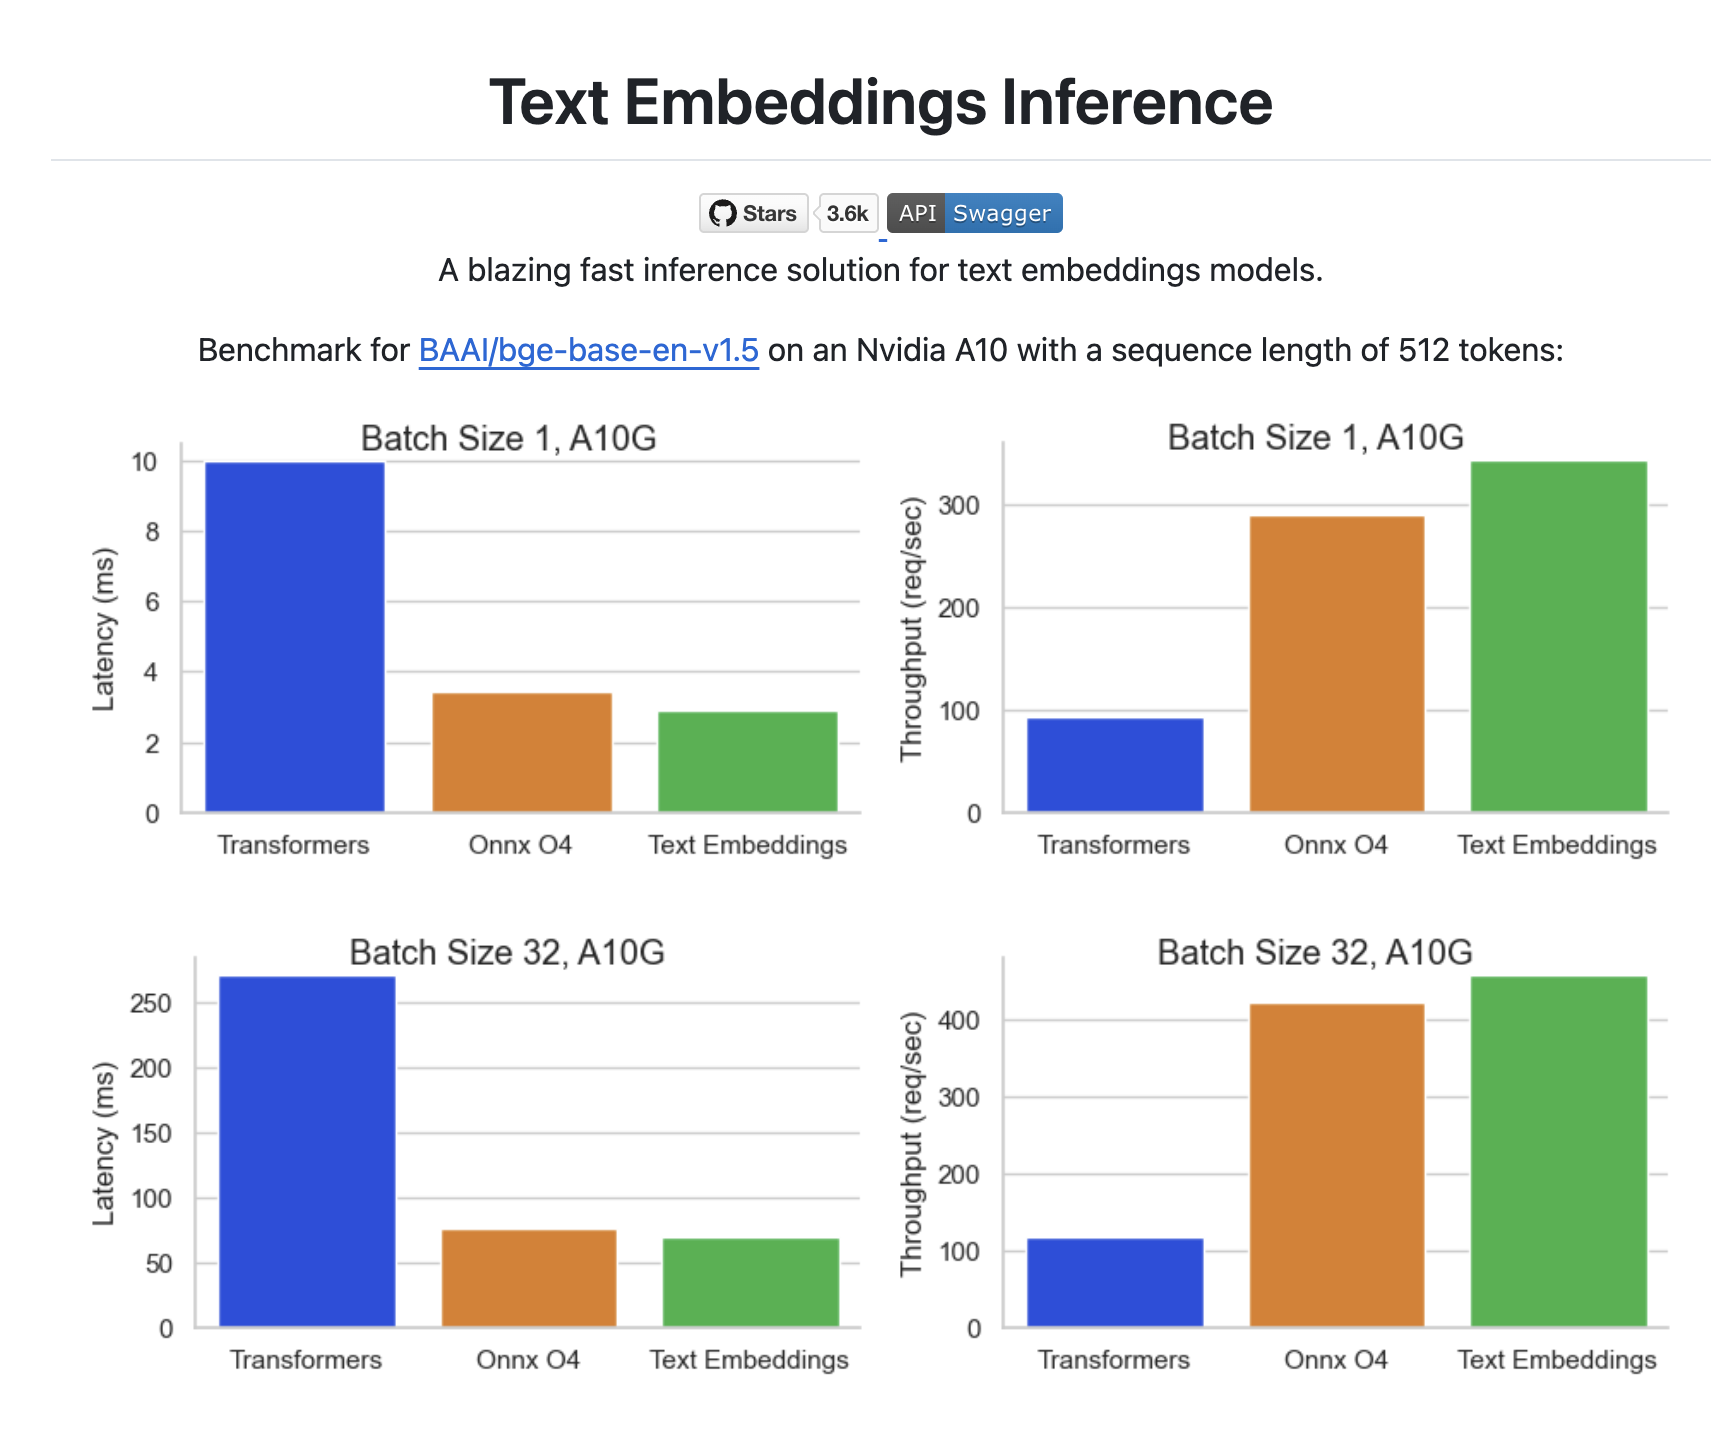 Text Embeddings Inference
Stars 3.6k API Swagger
A blazing fast inference solution for text embeddings models.
Benchmark for BAAI/bge-base-en-v1.5 on an Nvidia A10 with a sequence length of 512 tokens:
Batch Size 1, A10G
Latency (ms)
10
8
6
4
2
0
Transformers Onnx O4 Text Embeddings
Batch Size 1, A10G
Throughput (req/sec)
300
200
100
0
Transformers Onnx O4 Text Embeddings
Batch Size 32, A10G
Latency (ms)
250
200
150
100
50
0
Transformers Onnx O4 Text Embeddings
Batch Size 32, A10G
Throughput (req/sec)
400
300
200
100
0
Transformers Onnx O4 Text Embeddings